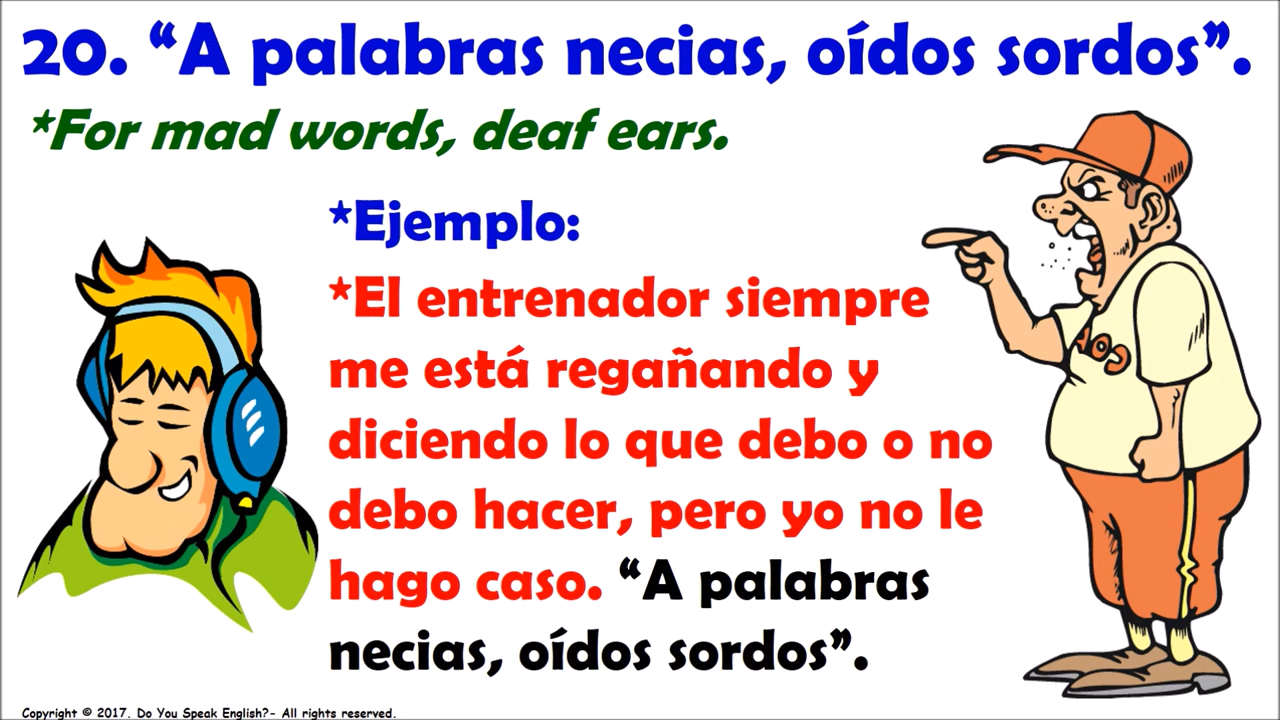 20. “A palabras necias, oídos sordos”.
*For mad words, deaf ears.
*Ejemplo:
*El entrenador siempre
me está regañando y
diciendo lo que debo o no
debo hacer, pero yo no le
hago caso. “A palabras
necias, oídos sordos”.
Copyright © 2017. Do You Speak English?- All rights reserved.